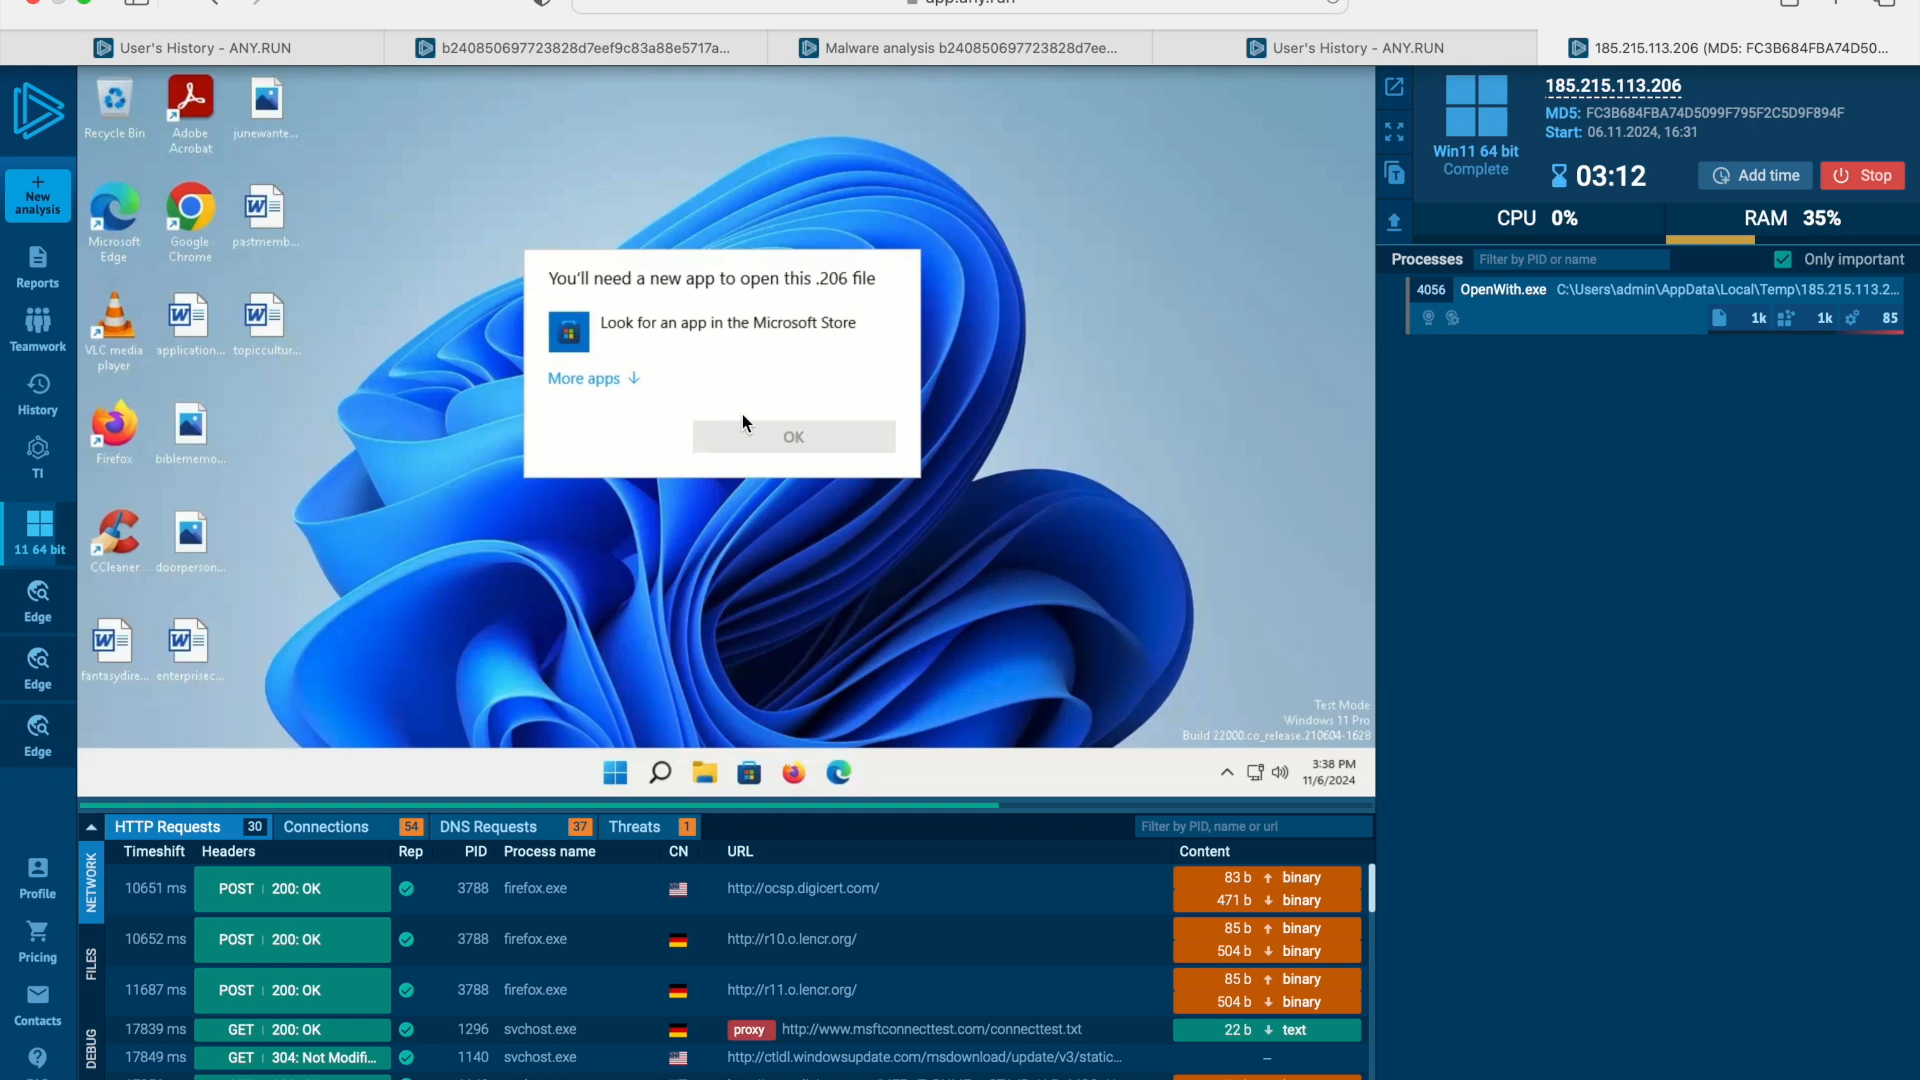 User's History - ANY.RUN
b240850697723828d7eef9c83a88e5717a...
Malware analysis b240850697723828d7ee...
User's History - ANY.RUN
185.215.113.206 (MD5: FC3B684FBA74D50...
New analysis
Reports
Teamwork
History
TI
11 64 bit
Edge
Edge
Edge
Profile
Pricing
Contacts
Recycle Bin
Adobe Acrobat
junewante...
Microsoft Edge
Google Chrome
pastmemb...
VLC media player
application...
topiccultur...
Firefox
biblememo...
CCleaner
doorperson...
fantasydire...
enterprisec...
You'll need a new app to open this .206 file
Look for an app in the Microsoft Store
More apps ↓
OK
Test Mode
Windows 11 Pro
Build 22000.co_release.210604-1628
3:38 PM
11/6/2024
185.215.113.206
MD5: FC3B684FBA74D5099F795F2C5D9F894F
Start: 06.11.2024, 16:31
Win11 64 bit
Complete
03:12
Add time
Stop
CPU 0%
RAM 35%
Processes
Filter by PID or name
Only important
4056 OpenWith.exe C:\Users\admin\AppData\Local\Temp\185.215.113.2...
1k 1k 85
HTTP Requests 30
Connections 54
DNS Requests 37
Threats 1
Filter by PID, name or url
NETWORK
FILES
DEBUG
Timeshift Headers Rep PID Process name CN URL Content
10651 ms POST | 200: OK 3788 firefox.exe http://ocsp.digicert.com/ 83 b ↑ binary
471 b ↓ binary
10652 ms POST | 200: OK 3788 firefox.exe http://r10.o.lencr.org/ 85 b ↑ binary
504 b ↓ binary
11687 ms POST | 200: OK 3788 firefox.exe http://r11.o.lencr.org/ 85 b ↑ binary
504 b ↓ binary
17839 ms GET | 200: OK 1296 svchost.exe proxy http://www.msftconnecttest.com/connecttest.txt 22 b ↓ text
17849 ms GET | 304: Not Modifi... 1140 svchost.exe http://ctldl.windowsupdate.com/msdownload/update/v3/static... –